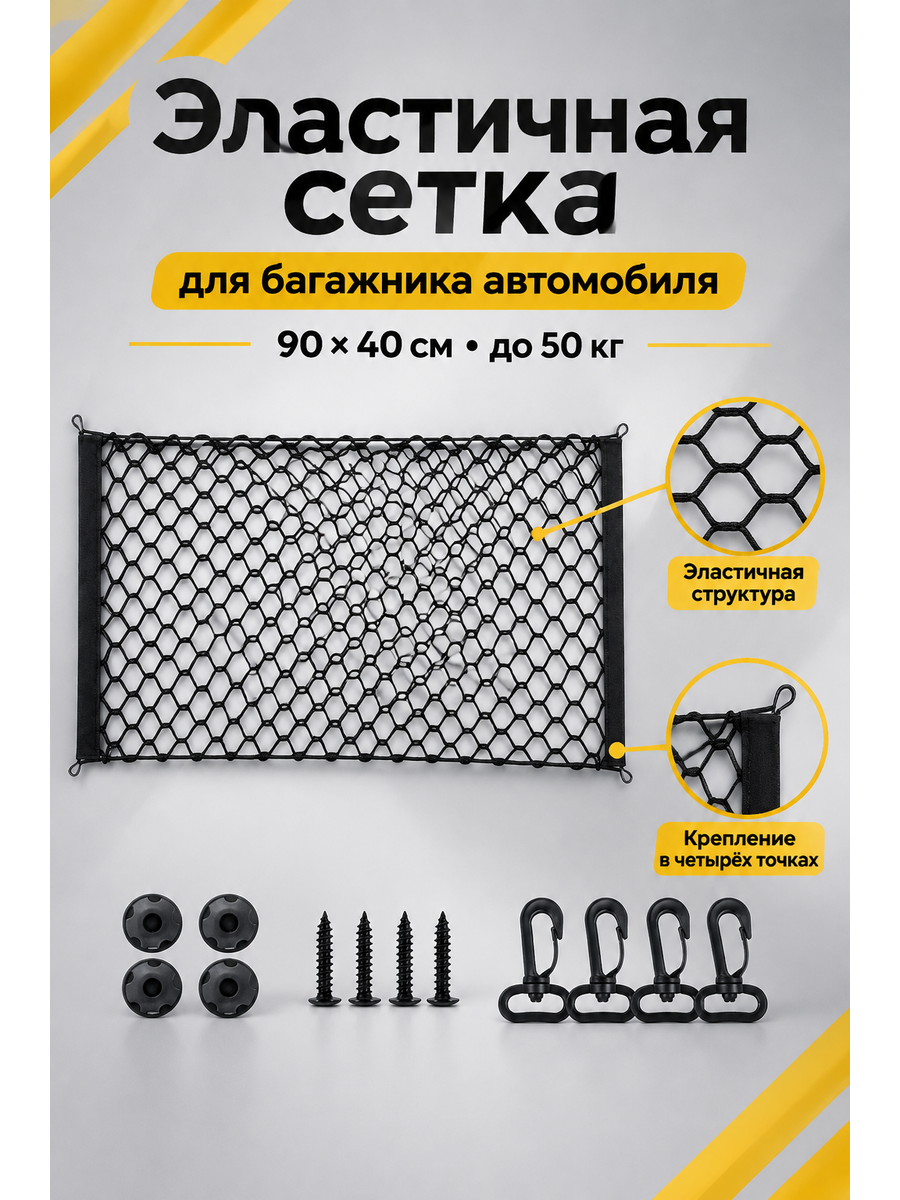 Эластичная
сетка
для багажника автомобиля
90 × 40 см • до 50 кг
Эластичная
структура
Крепление
в четырёх точках